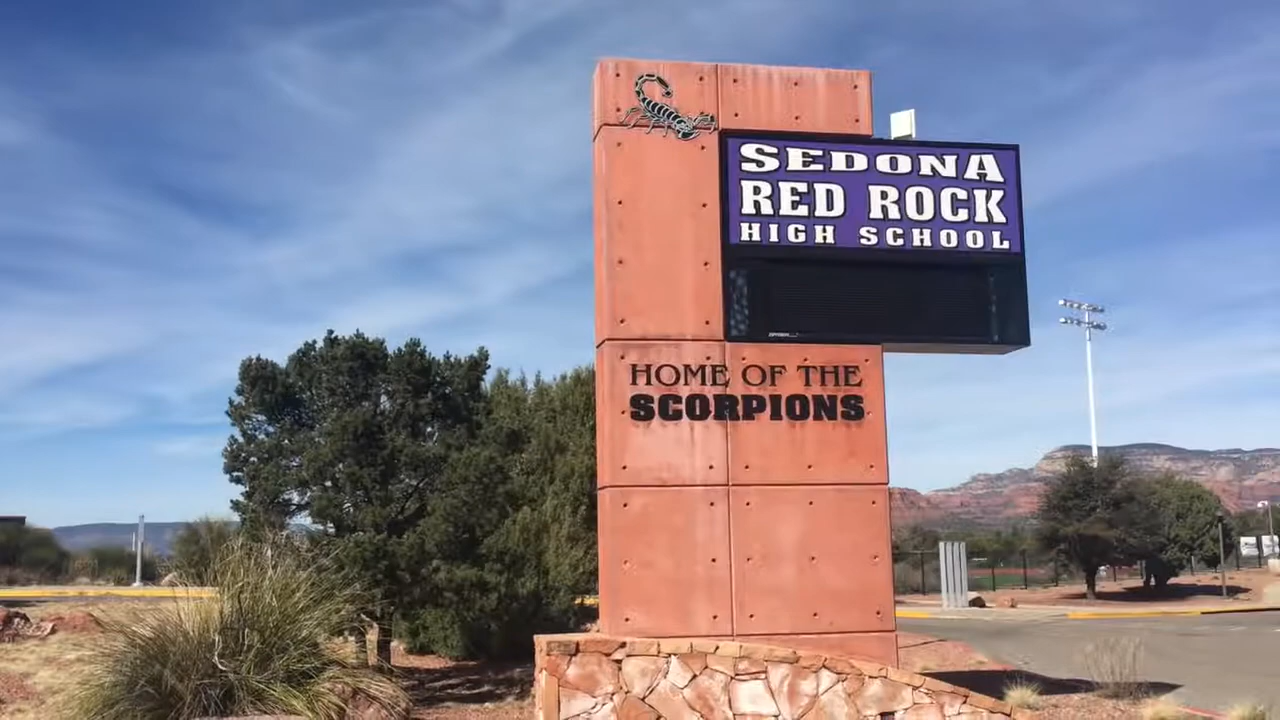 SEDONA
RED ROCK
HIGH SCHOOL
HOME OF THE
SCORPIONS